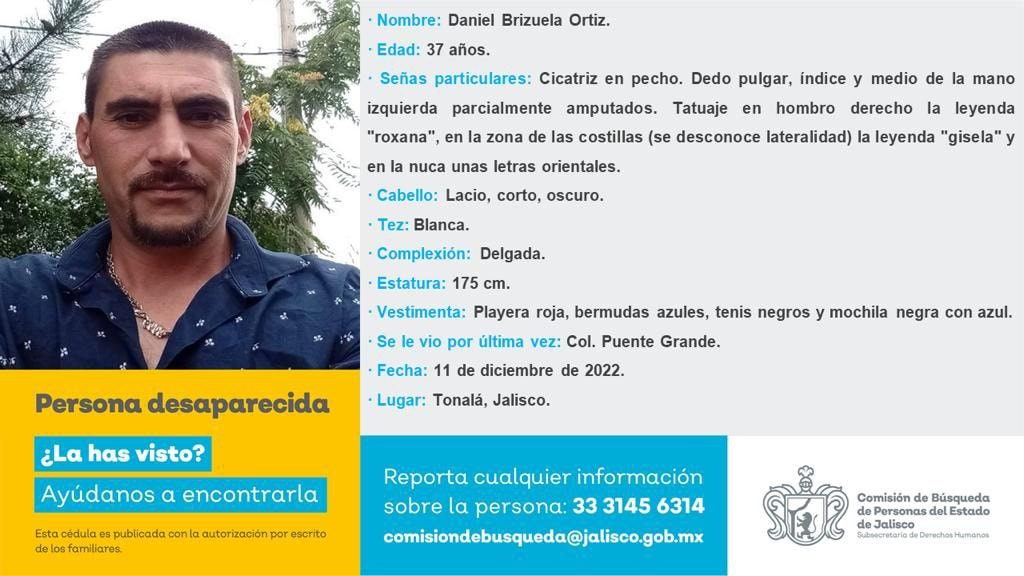 · Nombre: Daniel Brizuela Ortiz.
· Edad: 37 años.
· Señas particulares: Cicatriz en pecho. Dedo pulgar, índice y medio de la mano
izquierda parcialmente amputados. Tatuaje en hombro derecho la leyenda
"roxana", en la zona de las costillas (se desconoce lateralidad) la leyenda "gisela" y
en la nuca unas letras orientales.
· Cabello: Lacio, corto, oscuro.
· Tez: Blanca.
· Complexión: Delgada.
· Estatura: 175 cm.
· Vestimenta: Playera roja, bermudas azules, tenis negros y mochila negra con azul.
· Se le vio por última vez: Col. Puente Grande.
· Fecha: 11 de diciembre de 2022.
· Lugar: Tonalá, Jalisco.
Persona desaparecida
¿La has visto?
Ayúdanos a encontrarla
Esta cédula es publicada con la autorización por escrito
de los familiares.
Reporta cualquier información
sobre la persona: 33 3145 6314
comisiondebusqueda@jalisco.gob.mx
Comisión de Búsqueda
de Personas del Estado
de Jalisco
Subsecretaría de Derechos Humanos